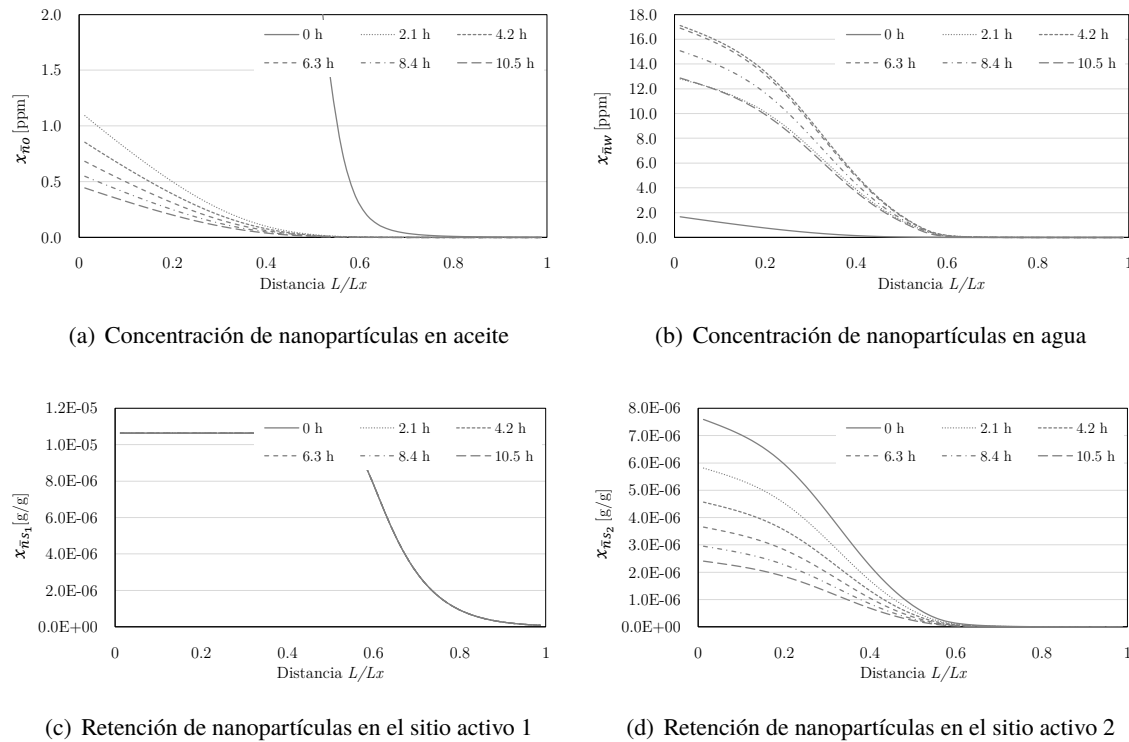 2.0
1.5
1.0
0.5
0.0
0 0.2 0.4 0.6 0.8 1
x_n̄o [ppm]
Distancia L/Lx
0 h 2.1 h 4.2 h
6.3 h 8.4 h 10.5 h
(a) Concentración de nanopartículas en aceite
18.0
16.0
14.0
12.0
10.0
8.0
6.0
4.0
2.0
0.0
0 0.2 0.4 0.6 0.8 1
x_n̄w [ppm]
Distancia L/Lx
0 h 2.1 h 4.2 h
6.3 h 8.4 h 10.5 h
(b) Concentración de nanopartículas en agua
1.2E-05
1.0E-05
8.0E-06
6.0E-06
4.0E-06
2.0E-06
0.0E+00
0 0.2 0.4 0.6 0.8 1
x_n̄s₁[g/g]
Distancia L/Lx
0 h 2.1 h 4.2 h
6.3 h 8.4 h 10.5 h
(c) Retención de nanopartículas en el sitio activo 1
8.0E-06
7.0E-06
6.0E-06
5.0E-06
4.0E-06
3.0E-06
2.0E-06
1.0E-06
0.0E+00
0 0.2 0.4 0.6 0.8 1
x_n̄s₂ [g/g]
Distancia L/Lx
0 h 2.1 h 4.2 h
6.3 h 8.4 h 10.5 h
(d) Retención de nanopartículas en el sitio activo 2